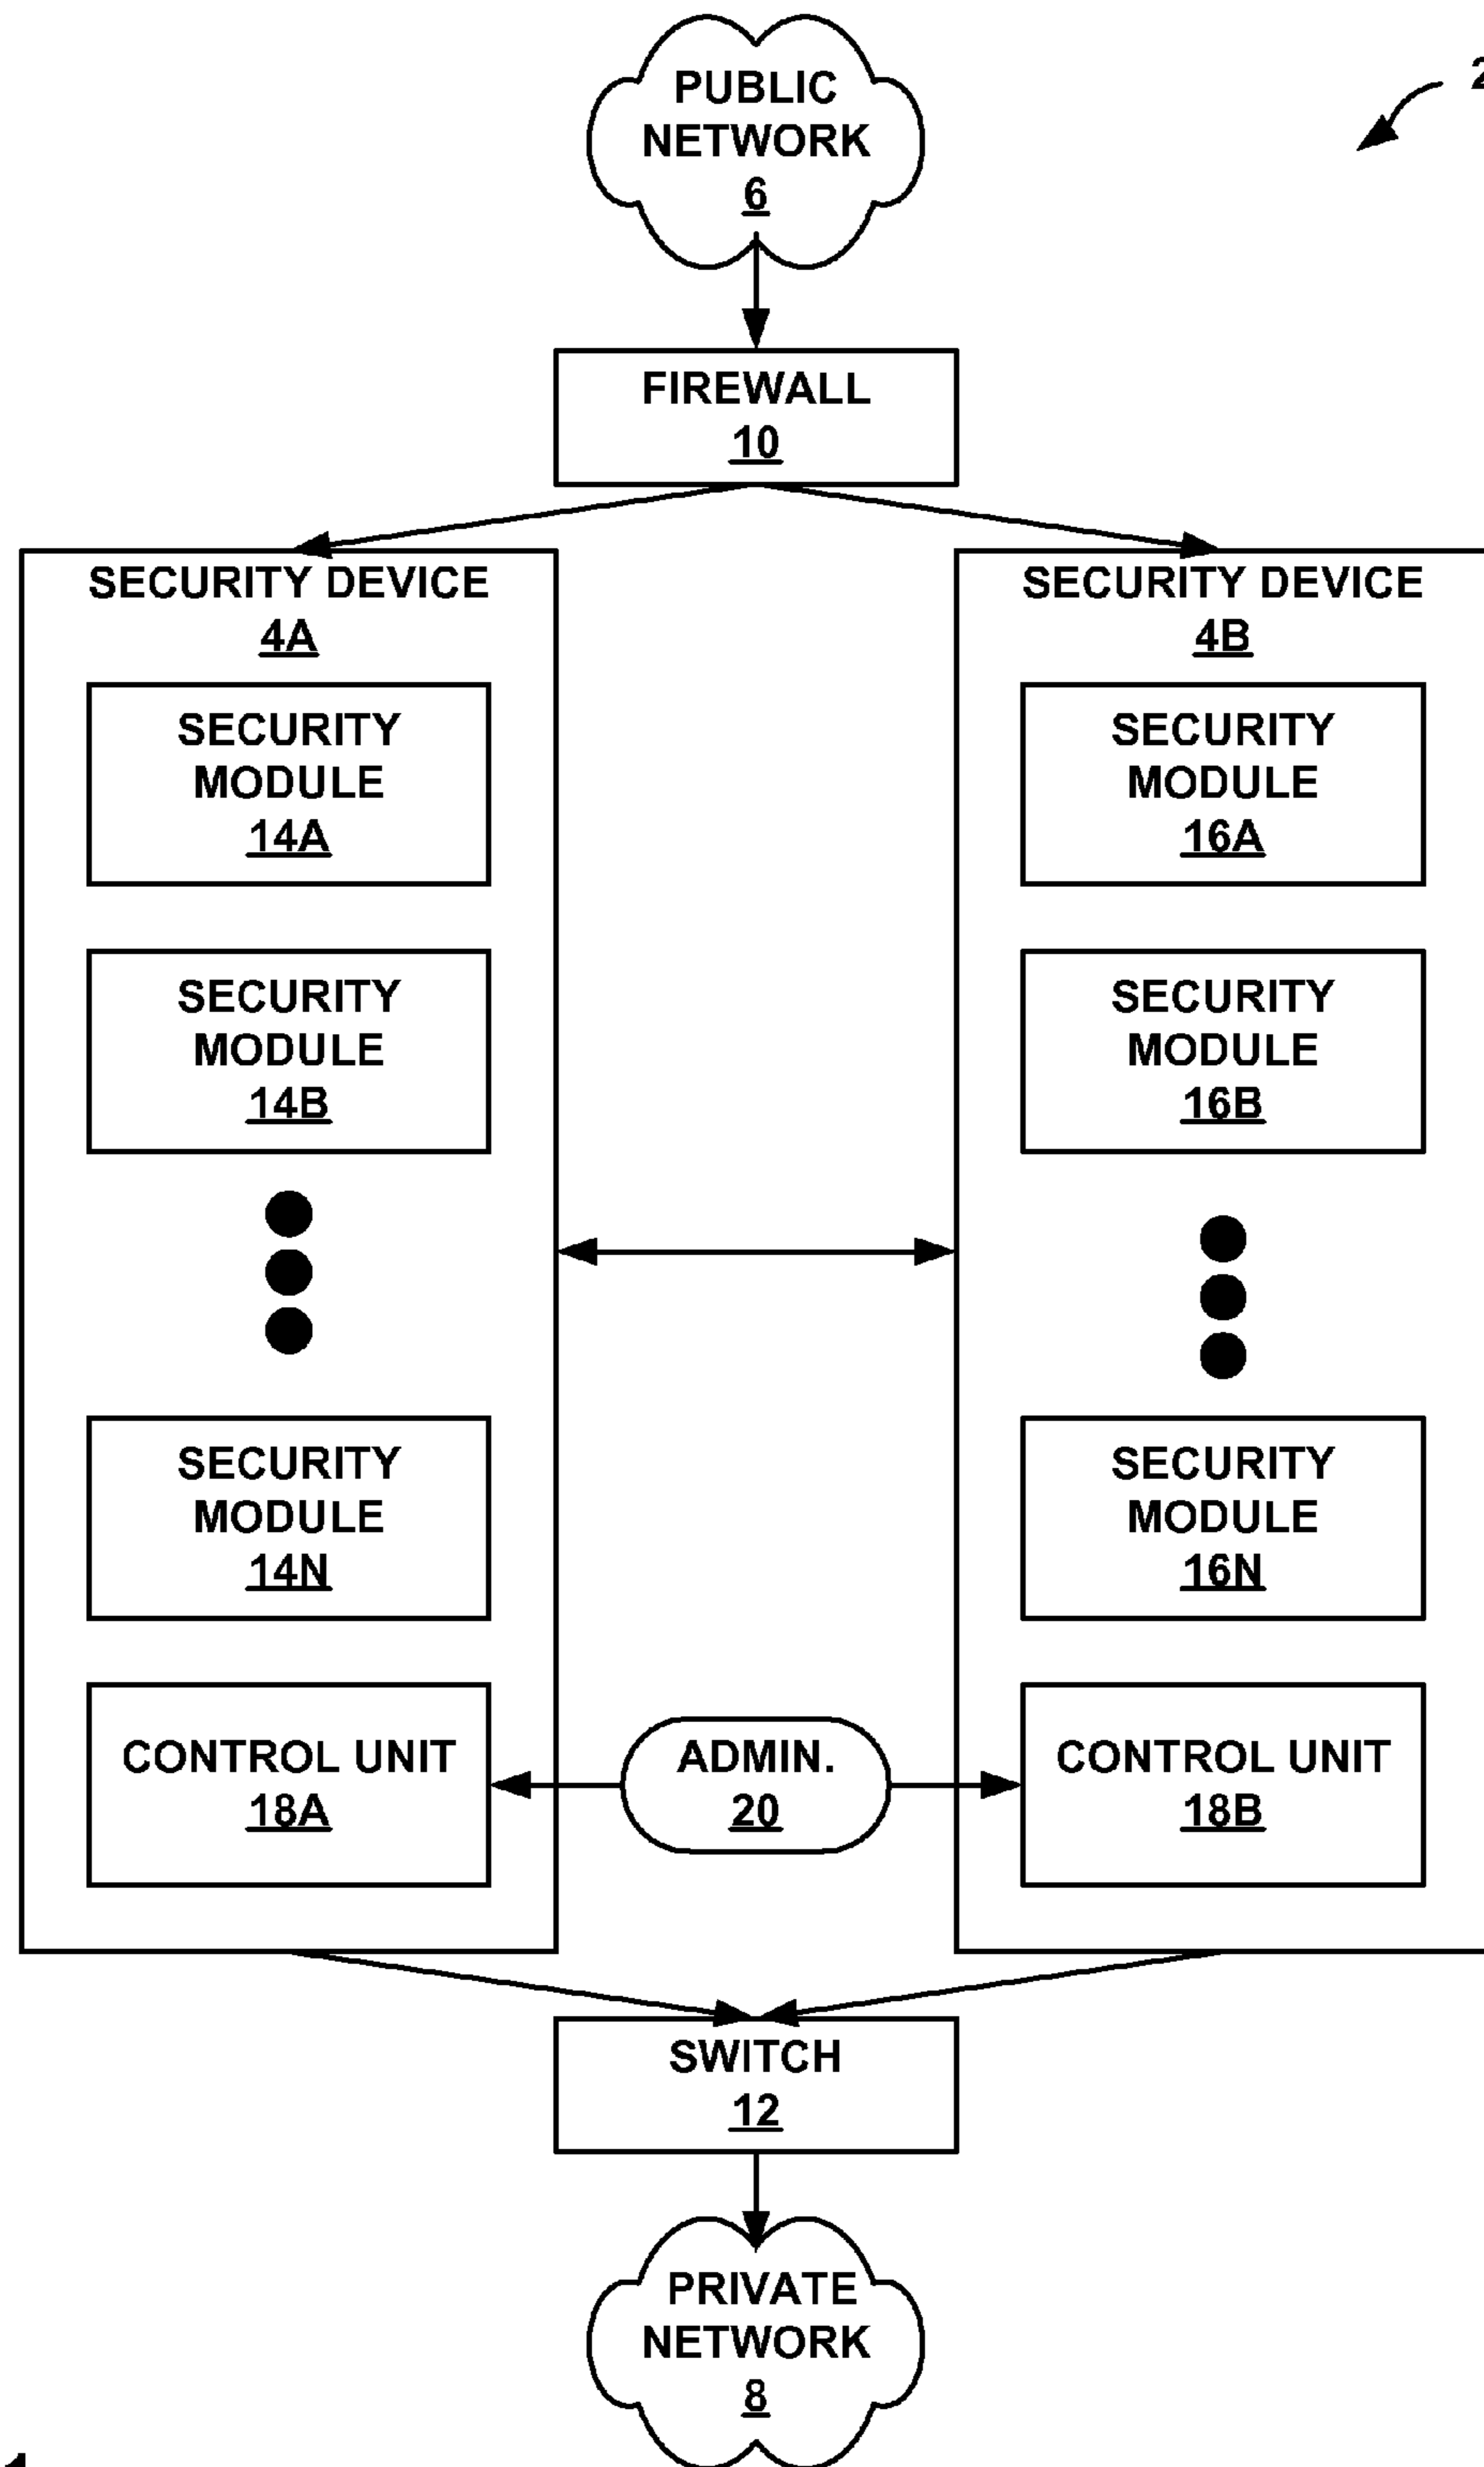 PUBLIC
NETWORK
6
2
FIREWALL
10
SECURITY DEVICE
4A
SECURITY
MODULE
14A
SECURITY
MODULE
14B
SECURITY
MODULE
14N
CONTROL UNIT
18A
SECURITY DEVICE
4B
SECURITY
MODULE
16A
SECURITY
MODULE
16B
SECURITY
MODULE
16N
CONTROL UNIT
18B
ADMIN.
20
SWITCH
12
PRIVATE
NETWORK
8